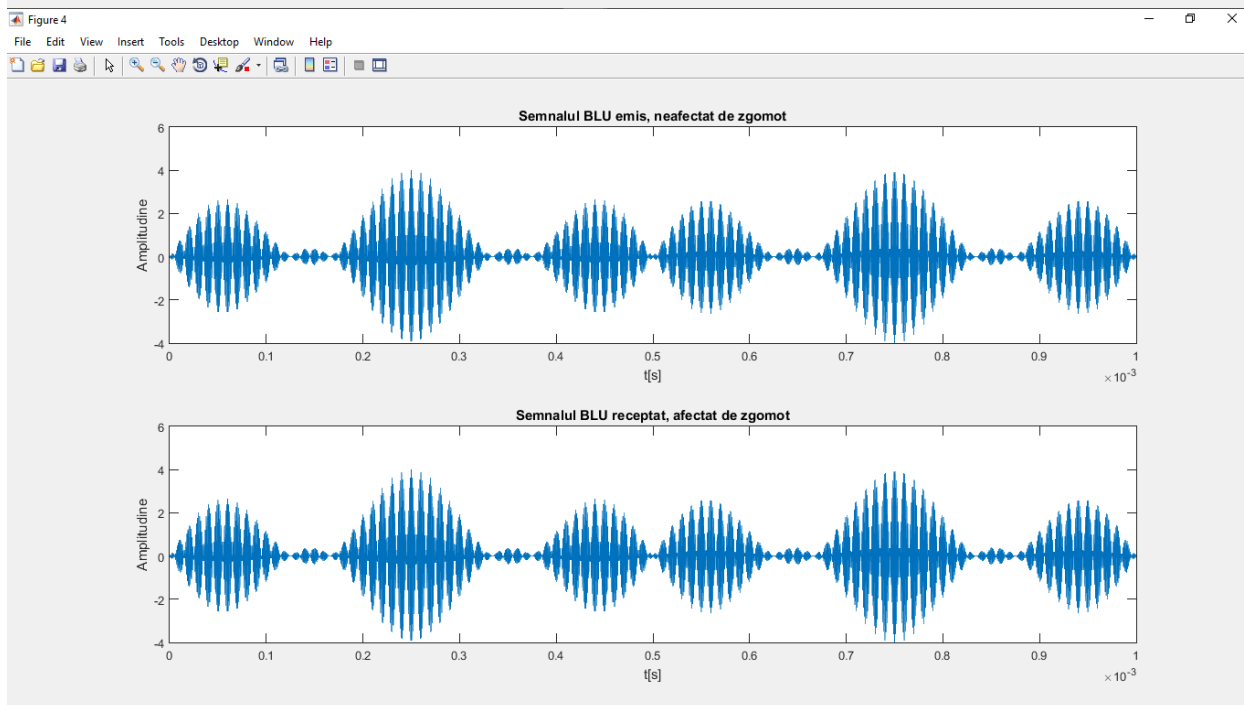 Figure 4
File Edit View Insert Tools Desktop Window Help
Semnalul BLU emis, neafectat de zgomot
6
4
2
0
-2
-4
Amplitudine
0 0.1 0.2 0.3 0.4 0.5 0.6 0.7 0.8 0.9 1
t[s]
×10-3
Semnalul BLU receptat, afectat de zgomot
6
4
2
0
-2
-4
Amplitudine
0 0.1 0.2 0.3 0.4 0.5 0.6 0.7 0.8 0.9 1
t[s]
×10-3